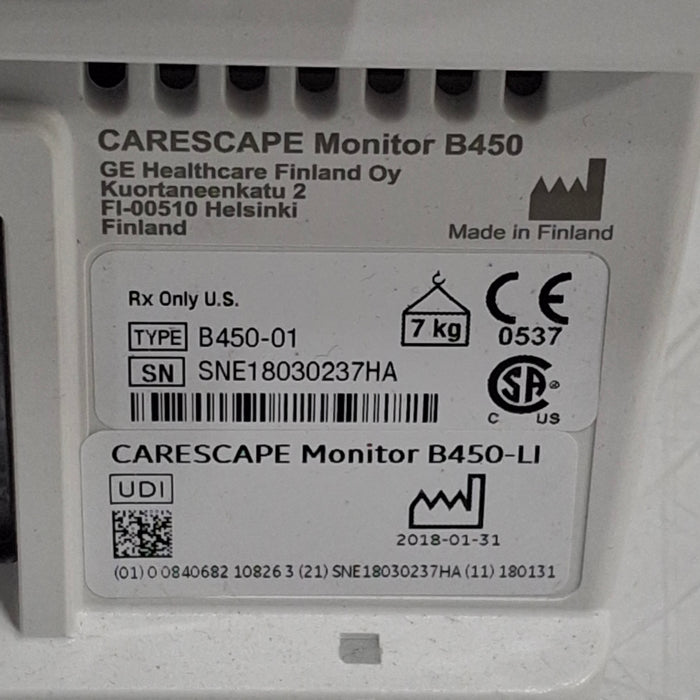 CARESCAPE Monitor B450
GE Healthcare Finland Oy
Kuortaneenkatu 2
FI-00510 Helsinki
Finland
Made in Finland
Rx Only U.S.
7 kg
CE
0537
TYPE B450-01
SN SNE18030237HA
SA ®
C US
CARESCAPE Monitor B450-LI
UDI
2018-01-31
(01) 0 0840682 10826 3 (21) SNE18030237HA (11) 180131